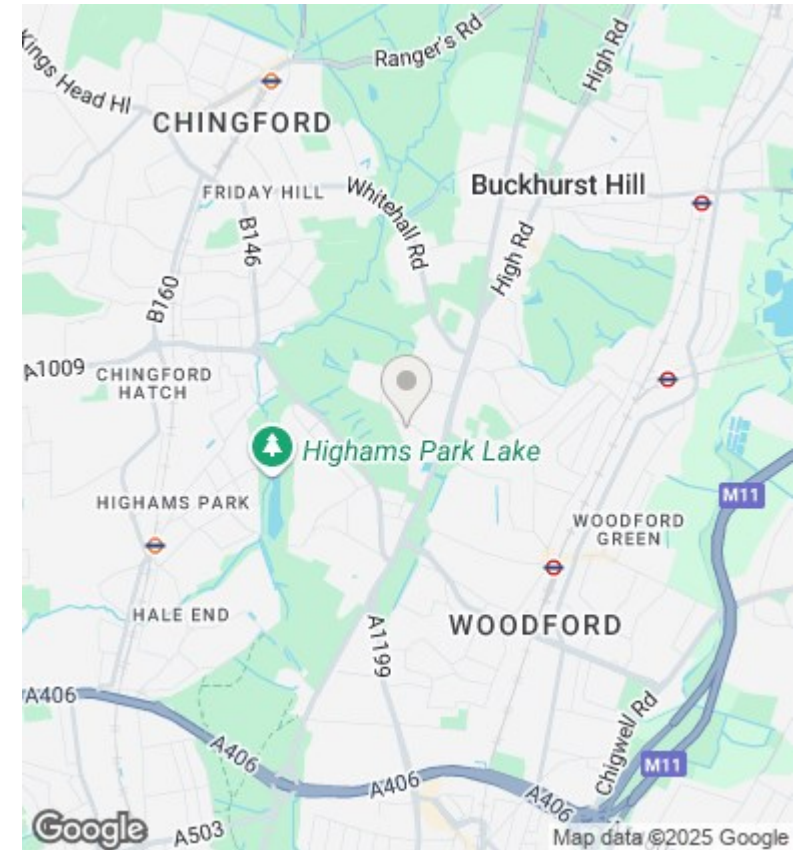 Ranger's Rd
High Rd
Kings Head Hl
CHINGFORD
FRIDAY HILL
Whitehall Rd
Buckhurst Hill
B146
High Rd
B160
A1009
CHINGFORD
HATCH
Highams Park Lake
HIGHAMS PARK
M11
WOODFORD
GREEN
HALE END
WOODFORD
A1199
A406
Chigwell Rd
A406
M11
A406
A406
Google
A503
Map data ©2025 Google